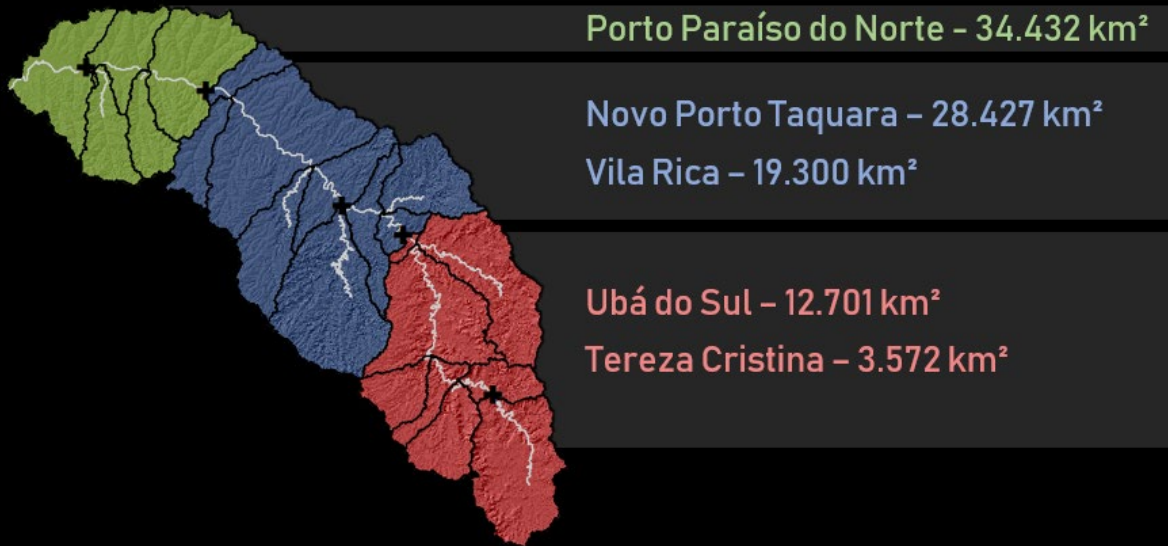 Porto Paraíso do Norte - 34.432 km²
Novo Porto Taquara – 28.427 km²
Vila Rica – 19.300 km²
Ubá do Sul – 12.701 km²
Tereza Cristina – 3.572 km²